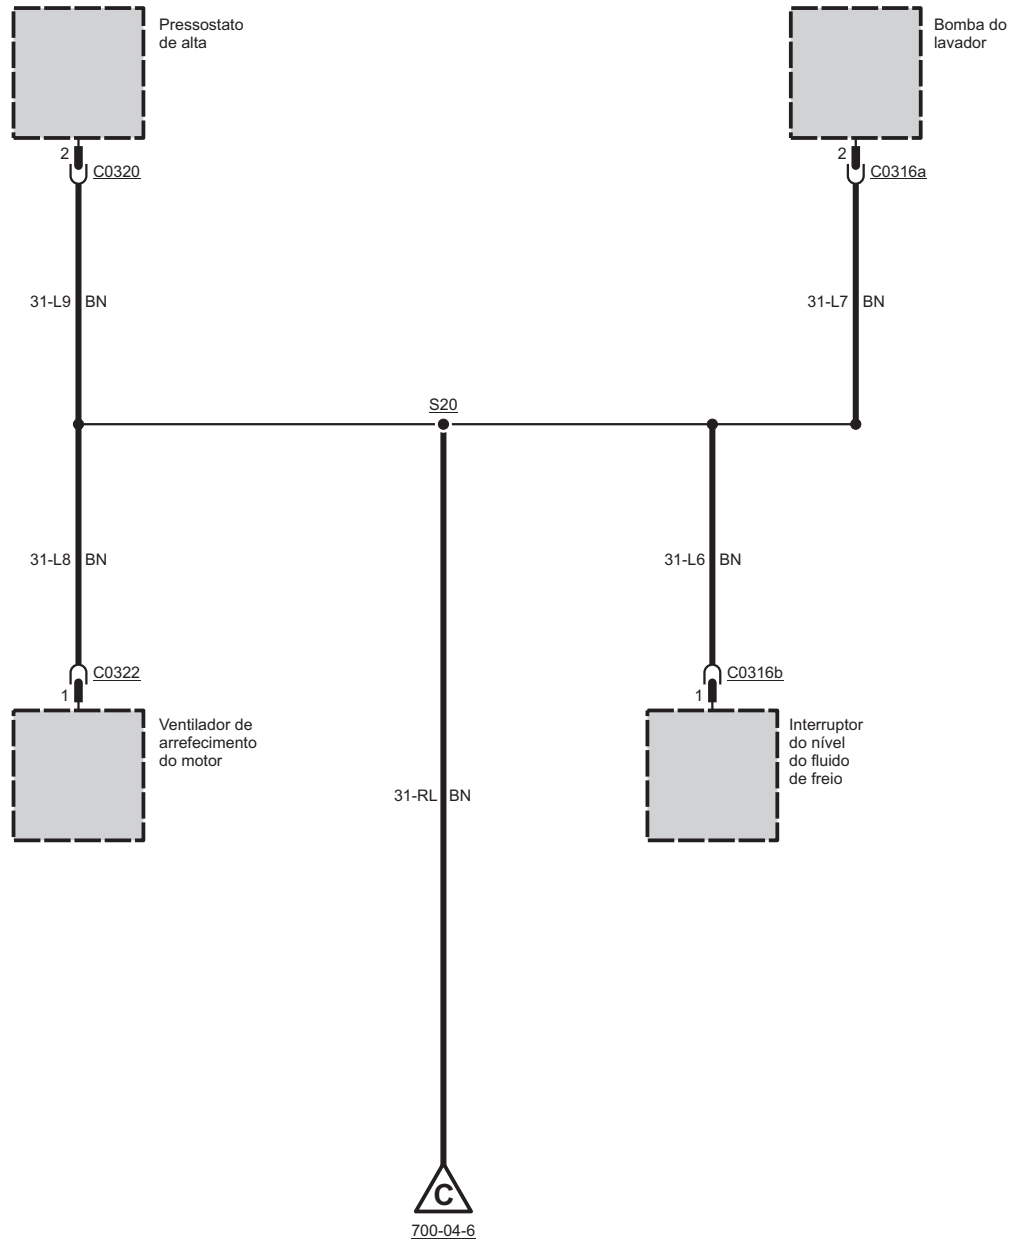 Pressostato
de alta
Bomba do
lavador
2
C0320
2
C0316a
31-L9
BN
31-L7
BN
S20
31-L8
BN
31-L6
BN
C0322
1
C0316b
1
Ventilador de
arrefecimento
do motor
Interruptor
do nível
do fluido
de freio
31-RL
BN
C
700-04-6